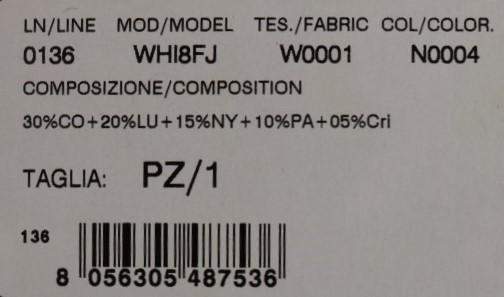 LN/LINE MOD/MODEL TES./FABRIC COL/COLOR.
0136 WHI8FJ W0001 N0004
COMPOSIZIONE/COMPOSITION
30%CO+20%LU+15%NY+10%PA+05%Cri
TAGLIA: PZ/1
136
8 056305 487536